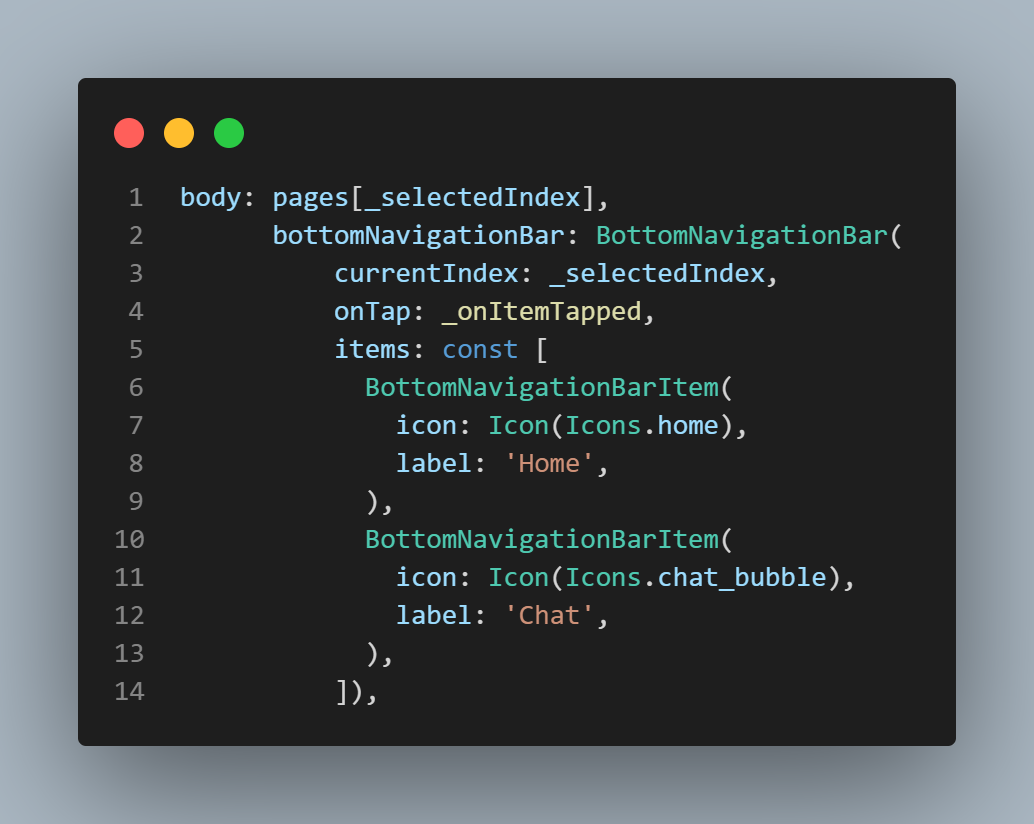 1 body: pages[_selectedIndex],
2       bottomNavigationBar: BottomNavigationBar(
3           currentIndex: _selectedIndex,
4           onTap: _onItemTapped,
5           items: const [
6             BottomNavigationBarItem(
7               icon: Icon(Icons.home),
8               label: 'Home',
9             ),
10             BottomNavigationBarItem(
11               icon: Icon(Icons.chat_bubble),
12               label: 'Chat',
13             ),
14           ]),